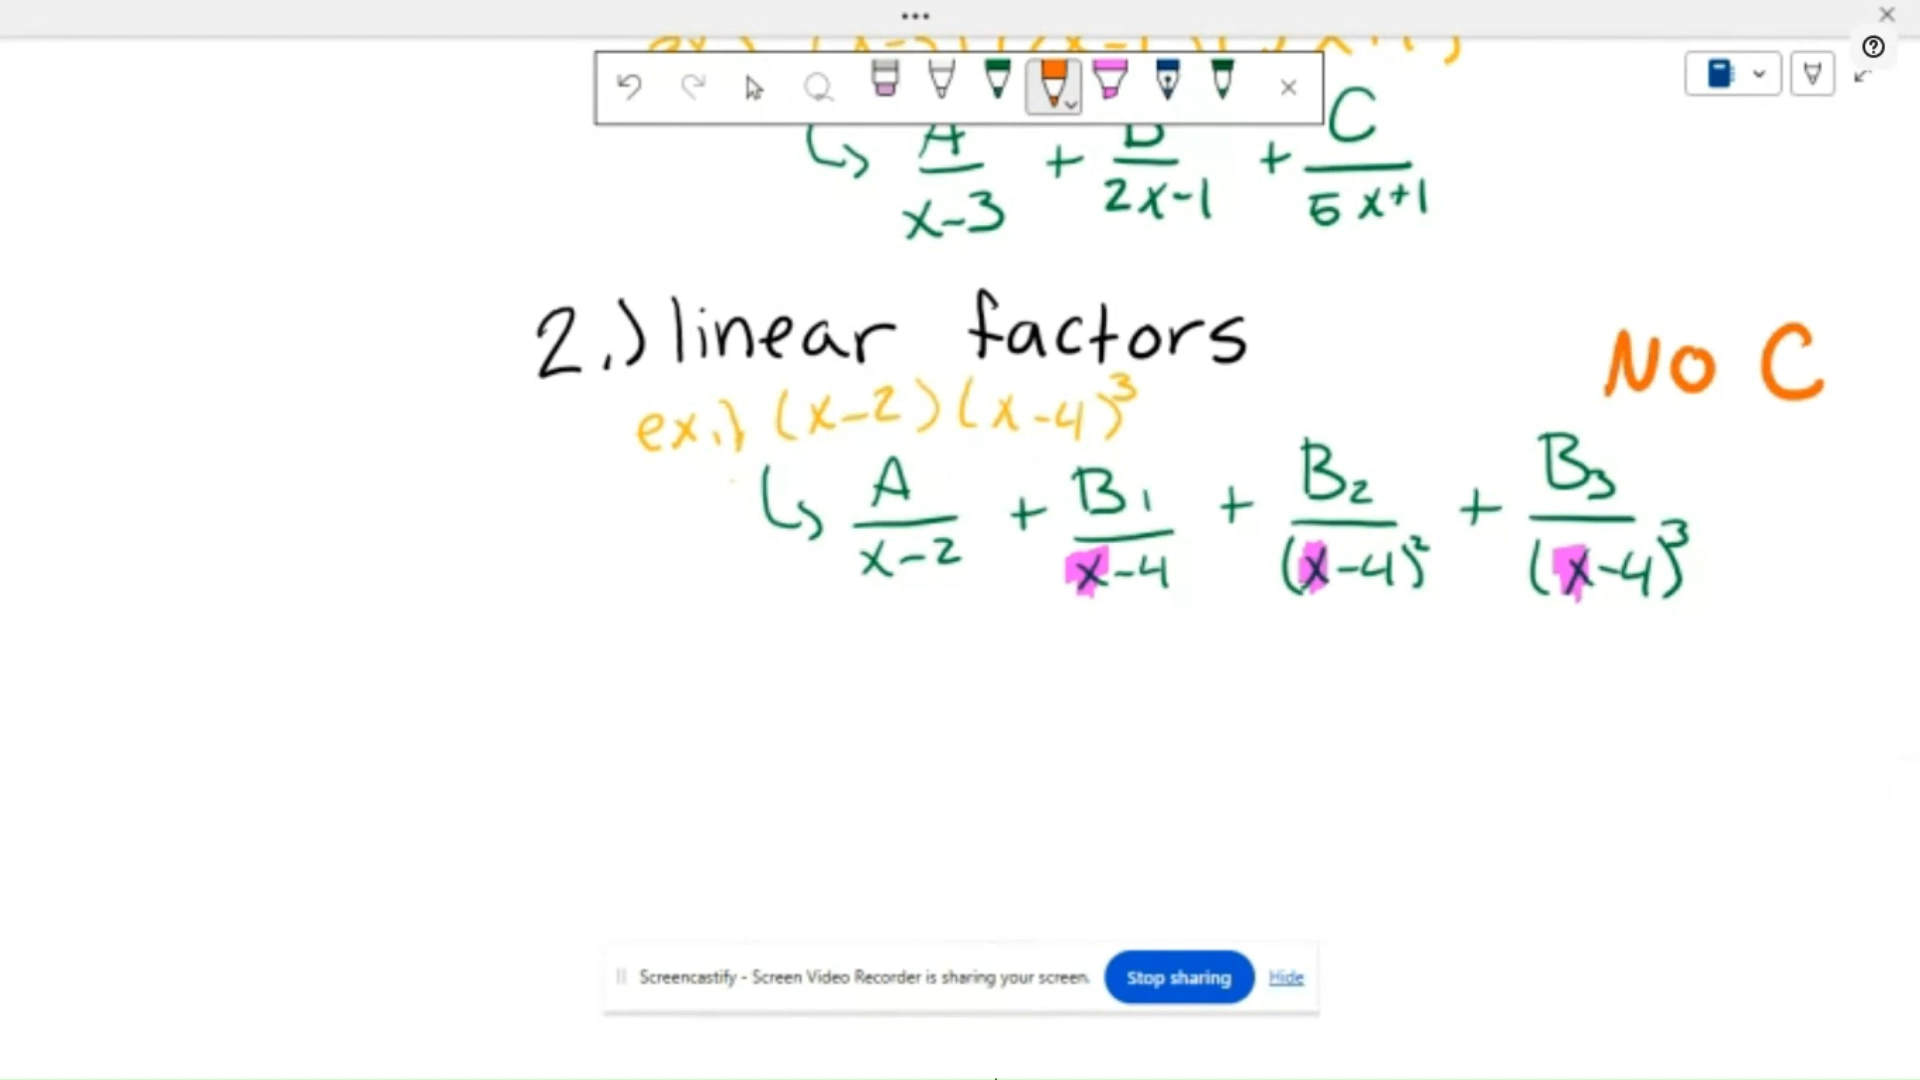 A/x-3 + B/2x-1 + C/5x+1
2.) linear factors
No C
ex.) (x-2)(x-4)³
A/x-2 + B₁/x-4 + B₂/(x-4)² + B₃/(x-4)³
Screencastify - Screen Video Recorder is sharing your screen. Stop sharing Hide